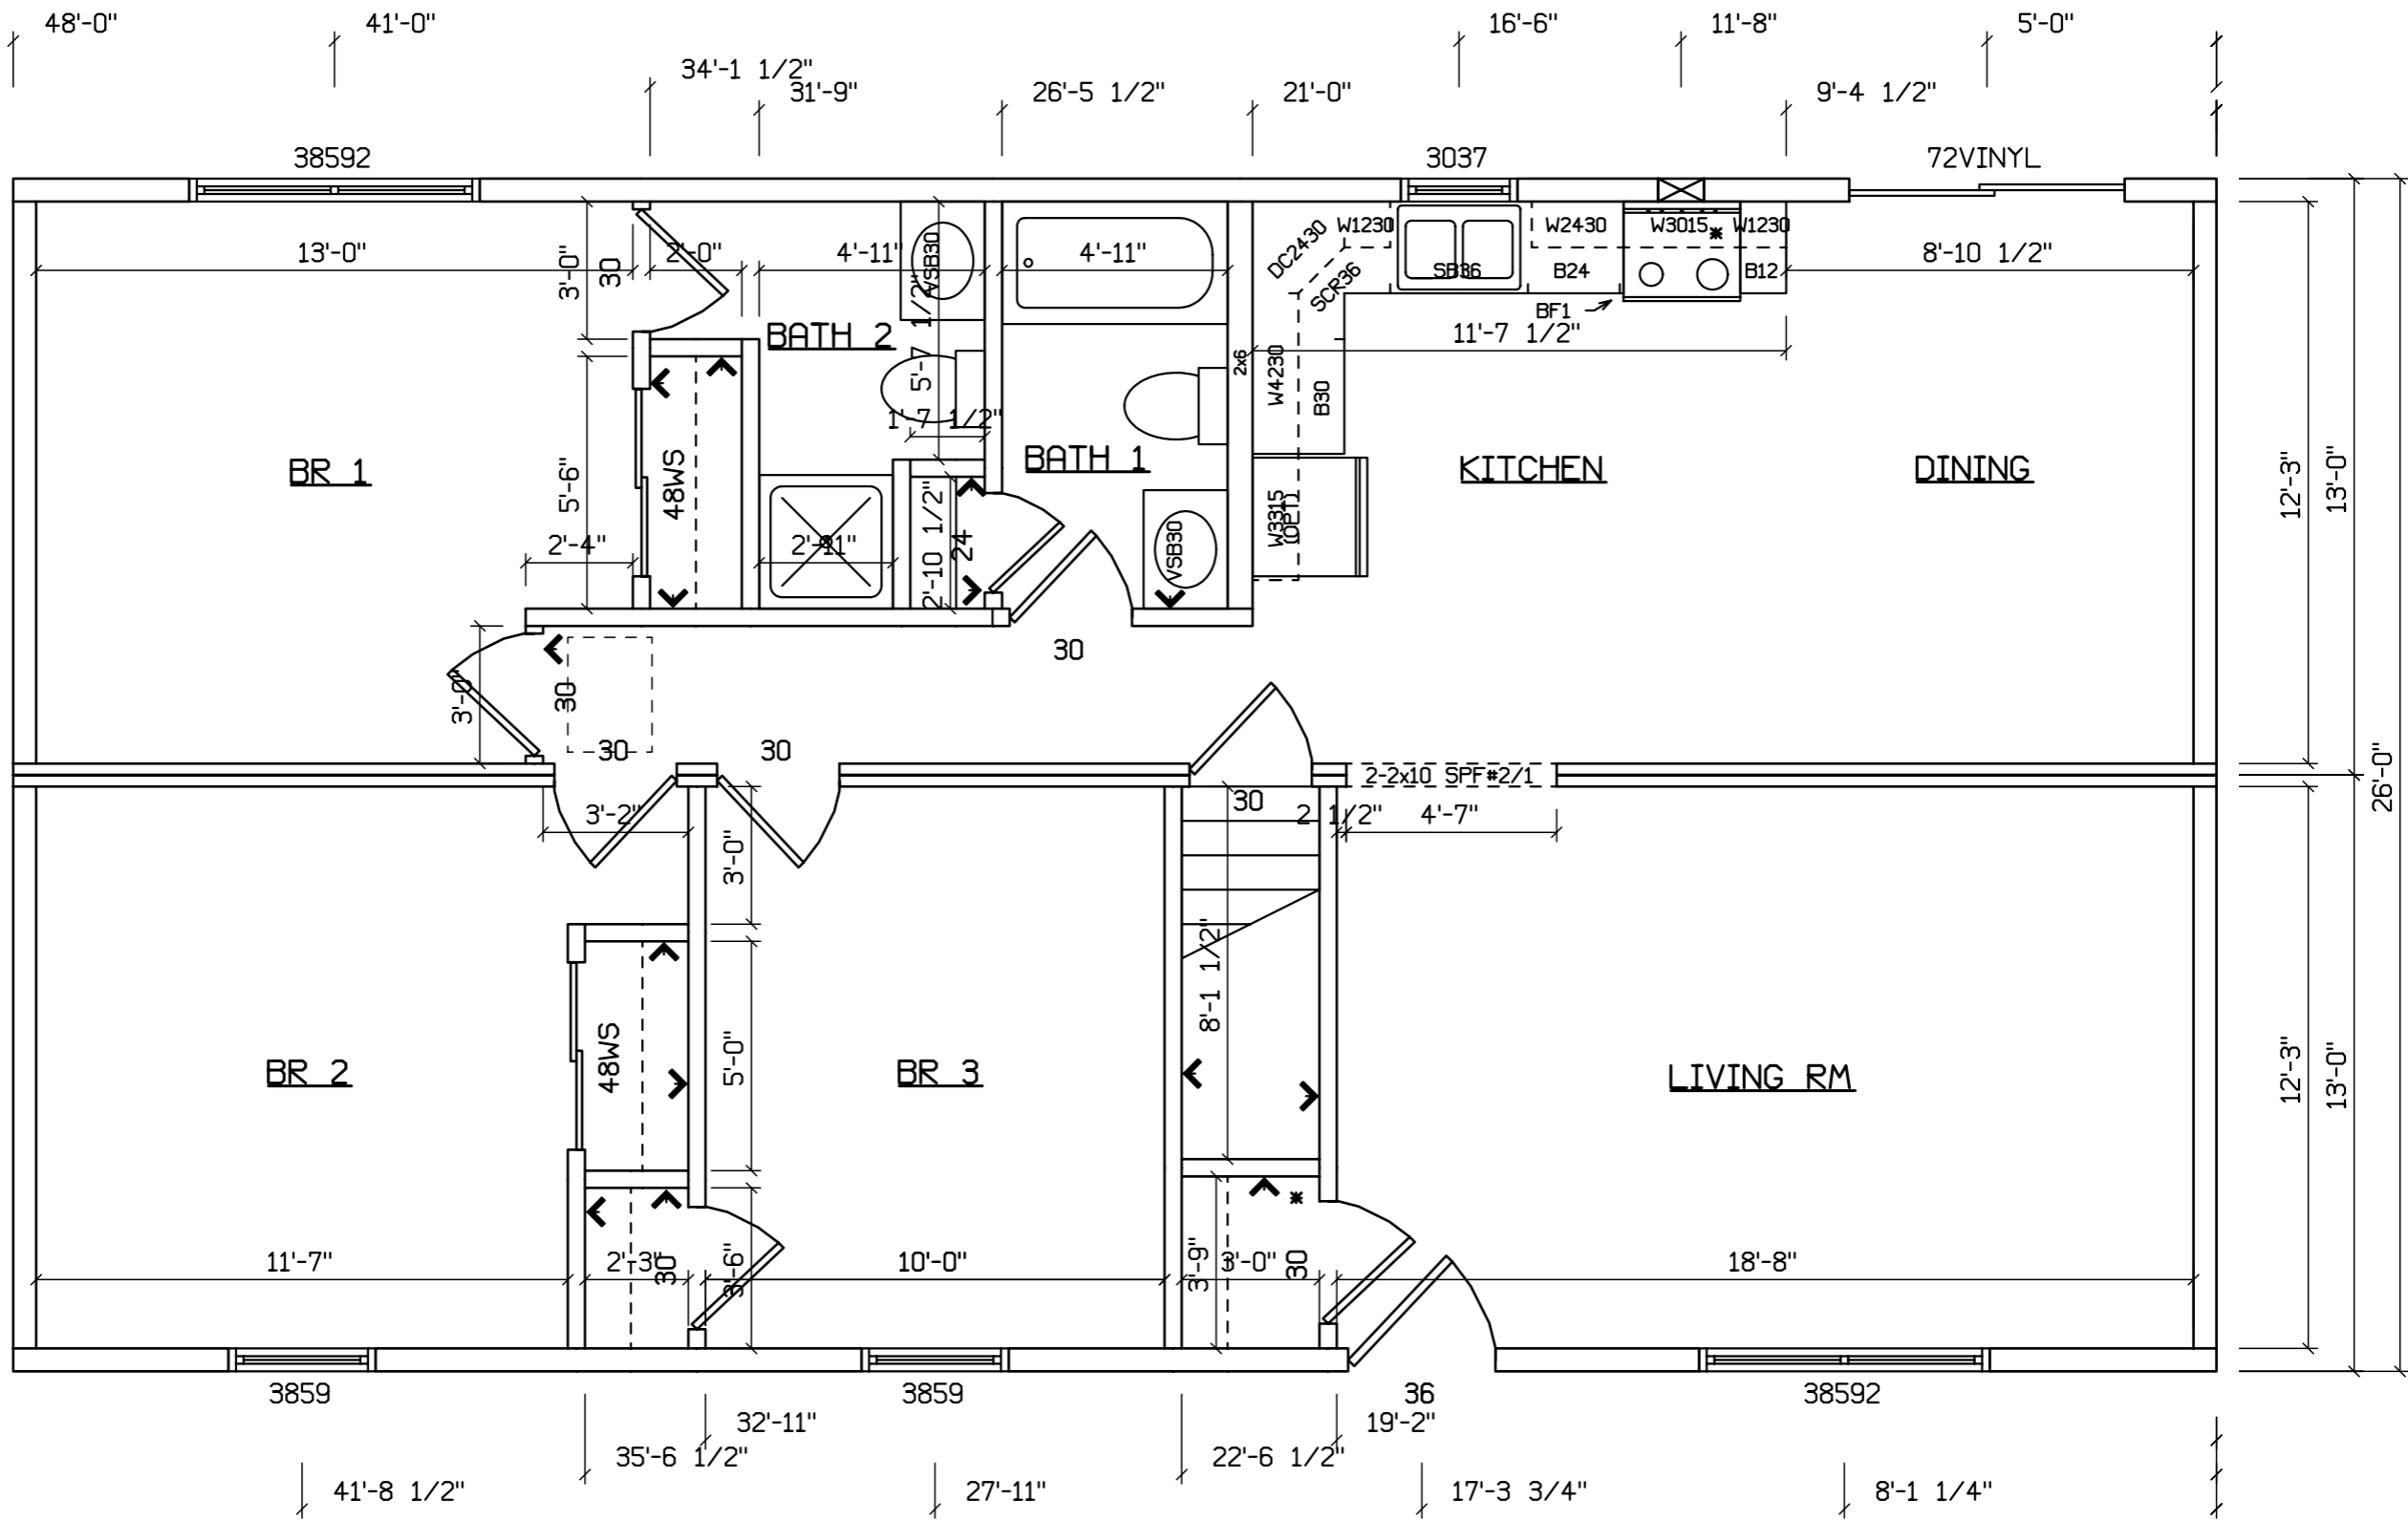 48'-0" 41'-0" 16'-6" 11'-8" 5'-0"
34'-1 1/2"
31'-9" 26'-5 1/2" 21'-0" 9'-4 1/2"
38592 3037 72VINYL
W1230 W2430 W3015 * W1230
DC2430
13'-0" 2'-0" 4'-11" 4'-11" 8'-10 1/2"
3'-0" 30 VSB30
SCR36 SB36 B24 B12
BF1
BATH 2 11'-7 1/2"
2x6
5'-7 1/2"
W4230 B30
1'-7 1/2"
BR 1 BATH 1 KITCHEN DINING
5'-6" 48WS 12'-3" 13'-0"
W3315
(OPT)
2'-4" 2'-11" 2'-10 1/2" 24 VSB30
30
3'-0" 30
30 30 26'-0"
2-2x10 SPF#2/1
30
3'-2" 2 1/2" 4'-7"
3'-0"
8'-1 1/2"
48WS 5'-0" 12'-3" 13'-0"
BR 2 BR 3 LIVING RM
*
11'-7" 2'-3" 30 3'-6" 10'-0" 3'-9" 3'-0" 30 18'-8"
3859 3859 36 38592
32'-11" 19'-2"
35'-6 1/2" 22'-6 1/2"
41'-8 1/2" 27'-11" 17'-3 3/4" 8'-1 1/4"